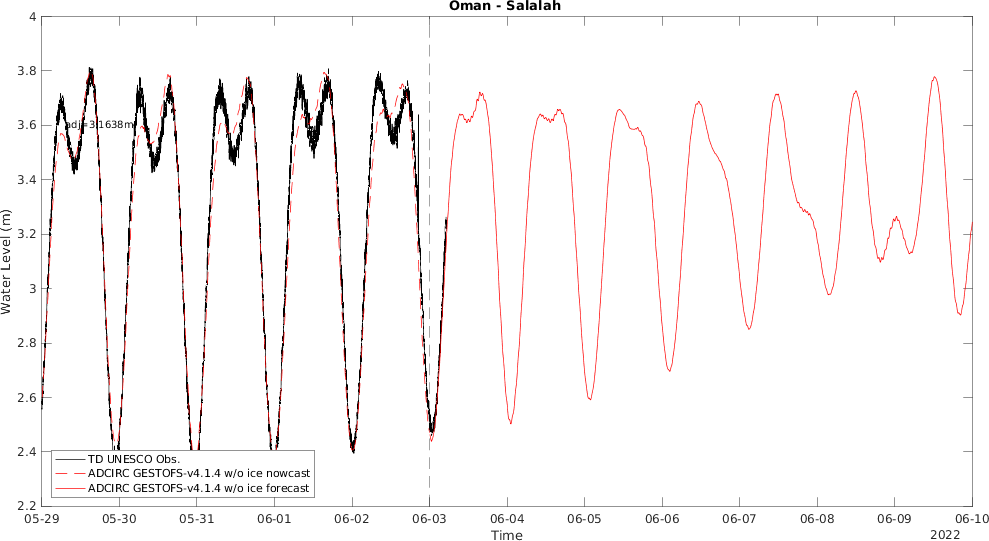 Oman - Salalah
4
3.8
3.6
3.4
3.2
3
2.8
2.6
2.4
2.2
Water Level (m)
adj=3.1638m
TD UNESCO Obs.
ADCIRC GESTOFS-v4.1.4 w/o ice nowcast
ADCIRC GESTOFS-v4.1.4 w/o ice forecast
05-29 05-30 05-31 06-01 06-02 06-03 06-04 06-05 06-06 06-07 06-08 06-09 06-10
Time
2022